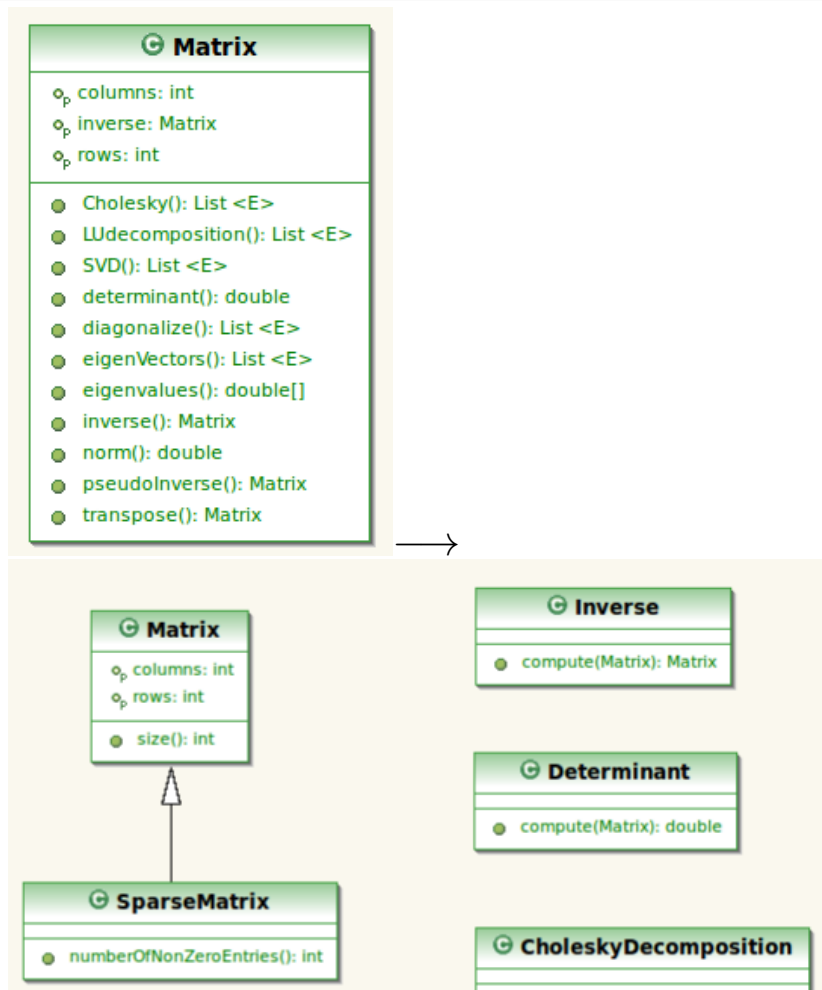 Matrix
columns: int
inverse: Matrix
rows: int
Cholesky(): List <E>
LUdecomposition(): List <E>
SVD(): List <E>
determinant(): double
diagonalize(): List <E>
eigenVectors(): List <E>
eigenvalues(): double[]
inverse(): Matrix
norm(): double
pseudoInverse(): Matrix
transpose(): Matrix
Matrix
columns: int
rows: int
size(): int
SparseMatrix
numberOfNonZeroEntries(): int
Inverse
compute(Matrix): Matrix
Determinant
compute(Matrix): double
CholeskyDecomposition